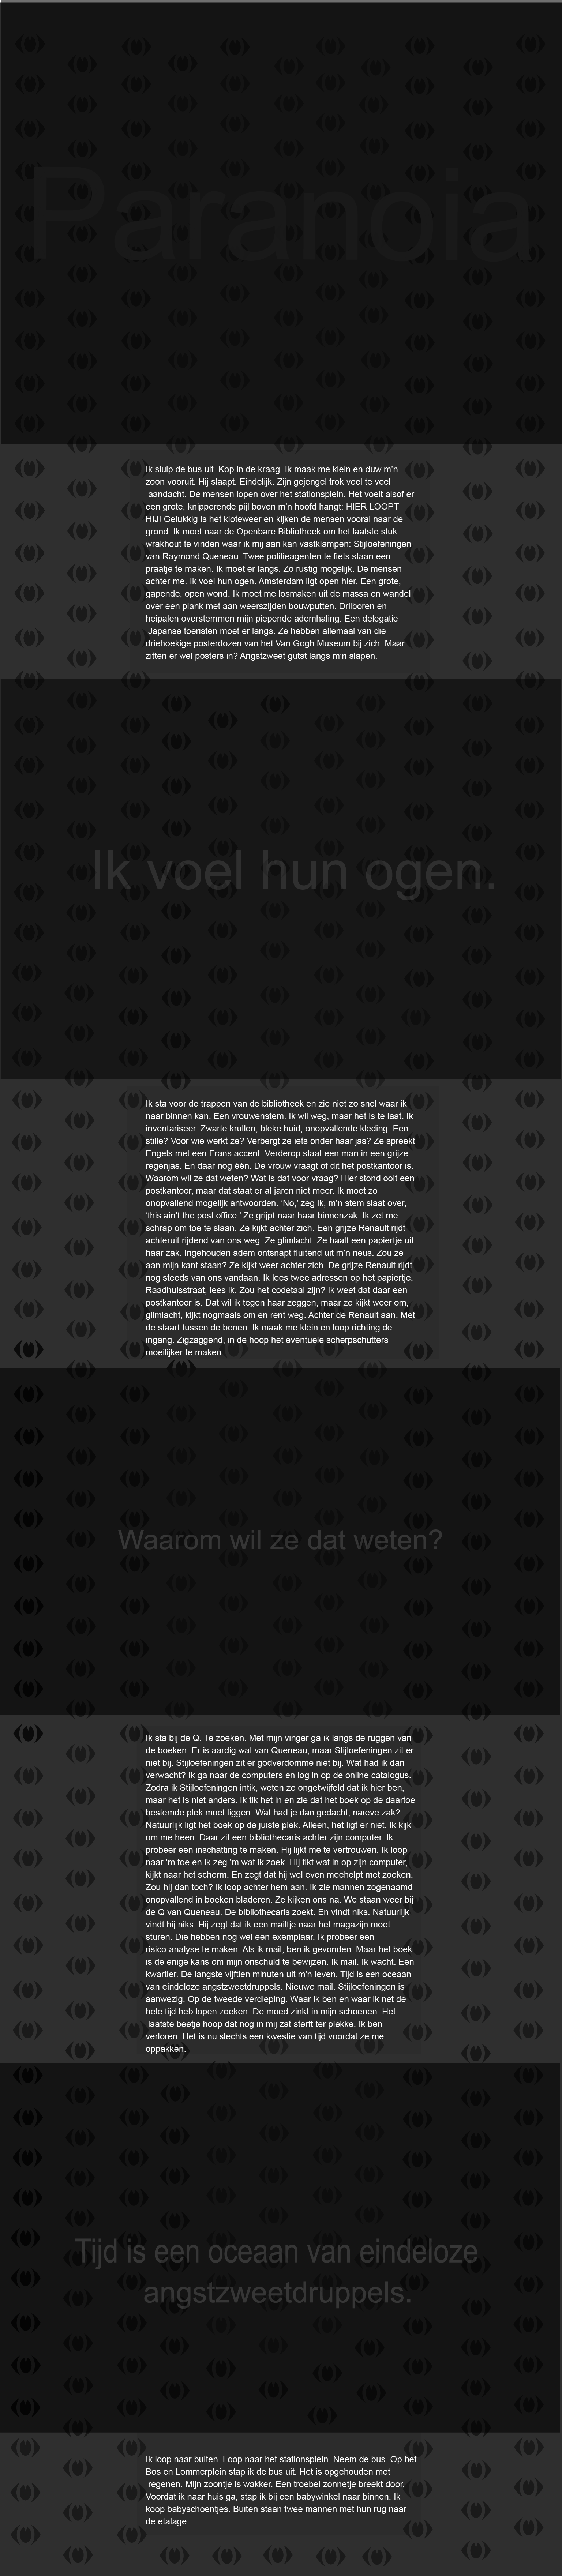 Paranoia
Ik sluip de bus uit. Kop in de kraag. Ik maak me klein en duw m'n
zoon vooruit. Hij slaapt. Eindelijk. Zijn gejengel trok veel te veel
aandacht. De mensen lopen over het stationsplein. Het voelt alsof er
een grote, knipperende pijl boven m'n hoofd hangt: HIER LOOPT
HIJ! Gelukkig is het kloteweer en kijken de mensen vooral naar de
grond. Ik moet naar de Openbare Bibliotheek om het laatste stuk
wrakhout te vinden waar ik mij aan kan vastklampen: Stijloefeningen
van Raymond Queneau. Twee politieagenten te fiets staan een
praatje te maken. Ik moet er langs. Zo rustig mogelijk. De mensen
achter me. Ik voel hun ogen. Amsterdam ligt open hier. Een grote,
gapende, open wond. Ik moet me losmaken uit de massa en wandel
over een plank met aan weerszijden bouwputten. Drilboren en
heipalen overstemmen mijn piepende ademhaling. Een delegatie
Japanse toeristen moet er langs. Ze hebben allemaal van die
driehoekige posterdozen van het Van Gogh Museum bij zich. Maar
zitten er wel posters in? Angstzweet gutst langs m'n slapen.
Ik voel hun ogen.
Ik sta voor de trappen van de bibliotheek en zie niet zo snel waar ik
naar binnen kan. Een vrouwenstem. Ik wil weg, maar het is te laat. Ik
inventariseer. Zwarte krullen, bleke huid, onopvallende kleding. Een
stille? Voor wie werkt ze? Verbergt ze iets onder haar jas? Ze spreekt
Engels met een Frans accent. Verderop staat een man in een grijze
regenjas. En daar nog één. De vrouw vraagt of dit het postkantoor is.
Waarom wil ze dat weten? Wat is dat voor vraag? Hier stond ooit een
postkantoor, maar dat staat er al jaren niet meer. Ik moet zo
onopvallend mogelijk antwoorden. 'No,' zeg ik, m'n stem slaat over,
'this ain't the post office.' Ze grijpt naar haar binnenzak. Ik zet me
schrap om toe te slaan. Ze kijkt achter zich. Een grijze Renault rijdt
achteruit rijdend van ons weg. Ze glimlacht. Ze haalt een papiertje uit
haar zak. Ingehouden adem ontsnapt fluitend uit m'n neus. Zou ze
aan mijn kant staan? Ze kijkt weer achter zich. De grijze Renault rijdt
nog steeds van ons vandaan. Ik lees twee adressen op het papiertje.
Raadhuisstraat, lees ik. Zou het codetaal zijn? Ik weet dat daar een
postkantoor is. Dat wil ik tegen haar zeggen, maar ze kijkt weer om,
glimlacht, kijkt nogmaals om en rent weg. Achter de Renault aan. Met
de staart tussen de benen. Ik maak me klein en loop richting de
ingang. Zigzaggend, in de hoop het eventuele scherpschutters
moeilijker te maken.
Waarom wil ze dat weten?
Ik sta bij de Q. Te zoeken. Met mijn vinger ga ik langs de ruggen van
de boeken. Er is aardig wat van Queneau, maar Stijloefeningen zit er
niet bij. Stijloefeningen zit er godverdomme niet bij. Wat had ik dan
verwacht? Ik ga naar de computers en log in op de online catalogus.
Zodra ik Stijloefeningen intik, weten ze ongetwijfeld dat ik hier ben,
maar het is niet anders. Ik tik het in en zie dat het boek op de daartoe
bestemde plek moet liggen. Wat had je dan gedacht, naïeve zak?
Natuurlijk ligt het boek op de juiste plek. Alleen, het ligt er niet. Ik kijk
om me heen. Daar zit een bibliothecaris achter zijn computer. Ik
probeer een inschatting te maken. Hij lijkt me te vertrouwen. Ik loop
naar 'm toe en ik zeg 'm wat ik zoek. Hij tikt wat in op zijn computer,
kijkt naar het scherm. En zegt dat hij wel even meehelpt met zoeken.
Zou hij dan toch? Ik loop achter hem aan. Ik zie mannen zogenaamd
onopvallend in boeken bladeren. Ze kijken ons na. We staan weer bij
de Q van Queneau. De bibliothecaris zoekt. En vindt niks. Natuurlijk
vindt hij niks. Hij zegt dat ik een mailtje naar het magazijn moet
sturen. Die hebben nog wel een exemplaar. Ik probeer een
risico-analyse te maken. Als ik mail, ben ik gevonden. Maar het boek
is de enige kans om mijn onschuld te bewijzen. Ik mail. Ik wacht. Een
kwartier. De langste vijftien minuten uit m'n leven. Tijd is een oceaan
van eindeloze angstzweetdruppels. Nieuwe mail. Stijloefeningen is
aanwezig. Op de tweede verdieping. Waar ik ben en waar ik net de
hele tijd heb lopen zoeken. De moed zinkt in mijn schoenen. Het
laatste beetje hoop dat nog in mij zat sterft ter plekke. Ik ben
verloren. Het is nu slechts een kwestie van tijd voordat ze me
oppakken.
Tijd is een oceaan van eindeloze
angstzweetdruppels.
Ik loop naar buiten. Loop naar het stationsplein. Neem de bus. Op het
Bos en Lommerplein stap ik de bus uit. Het is opgehouden met
regenen. Mijn zoontje is wakker. Een troebel zonnetje breekt door.
Voordat ik naar huis ga, stap ik bij een babywinkel naar binnen. Ik
koop babyschoentjes. Buiten staan twee mannen met hun rug naar
de etalage.